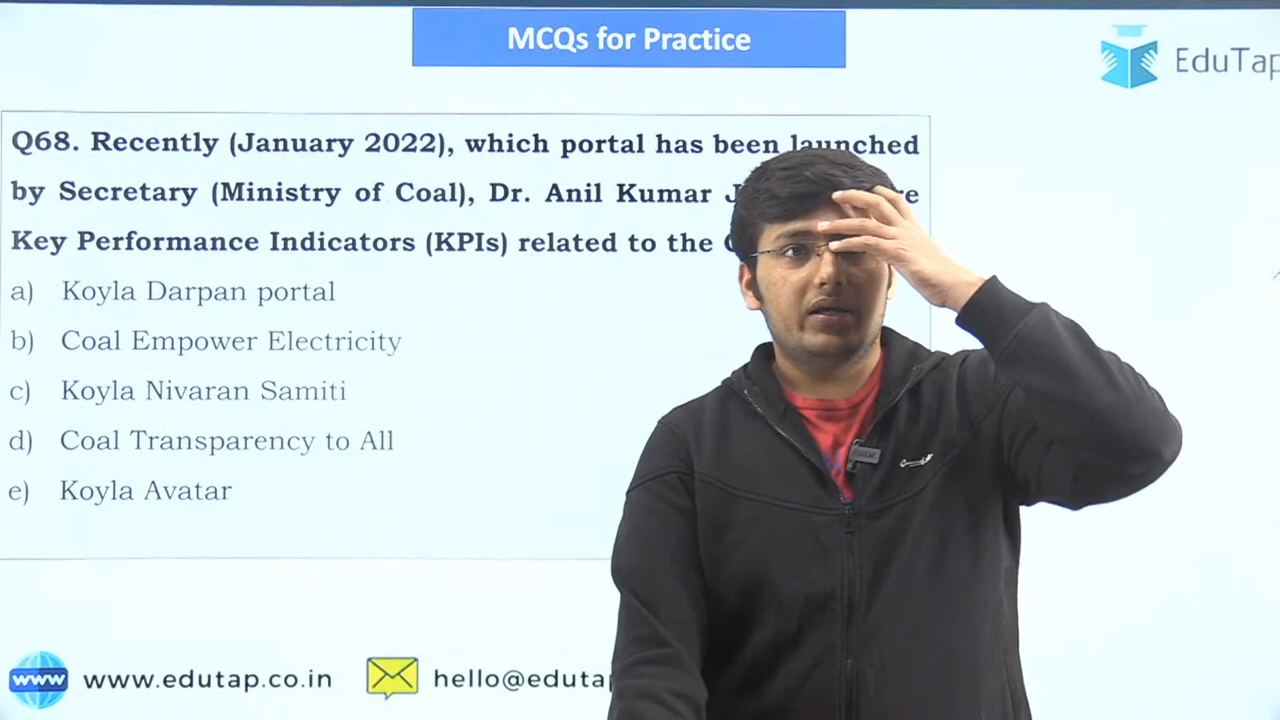 MCQs for Practice
EduTap
Q68. Recently (January 2022), which portal has been launched
by Secretary (Ministry of Coal), Dr. Anil Kumar
Key Performance Indicators (KPIs) related to the
a) Koyla Darpan portal
b) Coal Empower Electricity
c) Koyla Nivaran Samiti
d) Coal Transparency to All
e) Koyla Avatar
www
www.edutap.co.in
hello@eduta